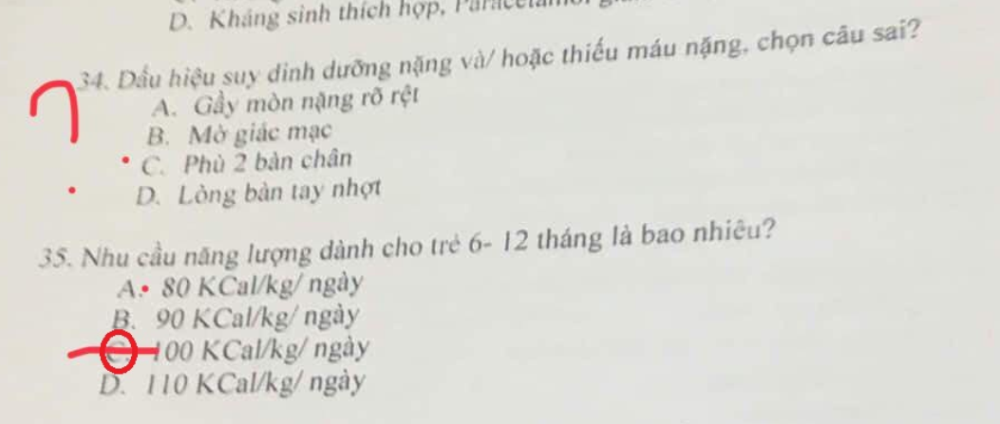 D. Kháng sinh thích hợp,
34. Dấu hiệu suy dinh dưỡng nặng và/ hoặc thiếu máu nặng, chọn câu sai?
A. Gầy mòn nặng rõ rệt
B. Mờ giác mạc
C. Phù 2 bàn chân
D. Lòng bàn tay nhợt
35. Nhu cầu năng lượng dành cho trẻ 6- 12 tháng là bao nhiêu?
A. 80 KCal/kg/ ngày
B. 90 KCal/kg/ ngày
C. 100 KCal/kg/ ngày
D. 110 KCal/kg/ ngày